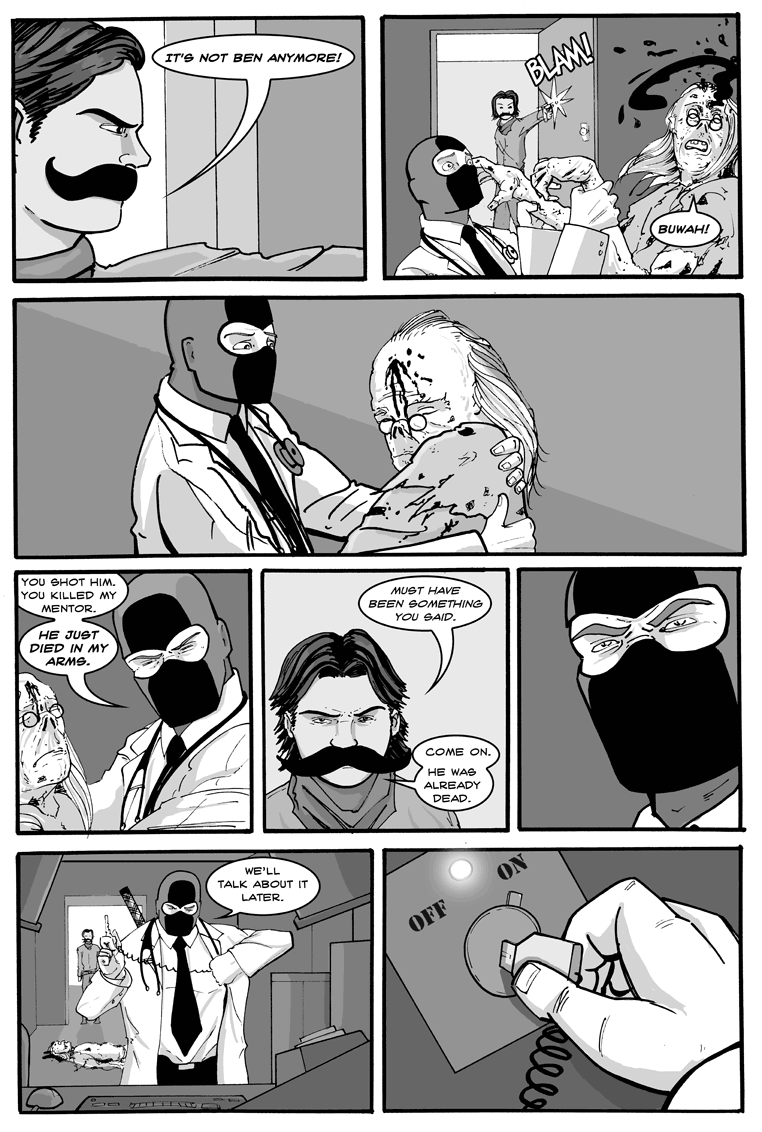 IT'S NOT BEN ANYMORE!
BLAM!
BUWAH!
YOU SHOT HIM.
YOU KILLED MY
MENTOR.
HE JUST
DIED IN MY
ARMS.
MUST HAVE
BEEN SOMETHING
YOU SAID.
COME ON.
HE WAS
ALREADY
DEAD.
WE'LL
TALK ABOUT IT
LATER.
OFF
ON